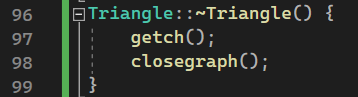 96 Triangle::~Triangle() {
97 getch();
98 closegraph();
99 }